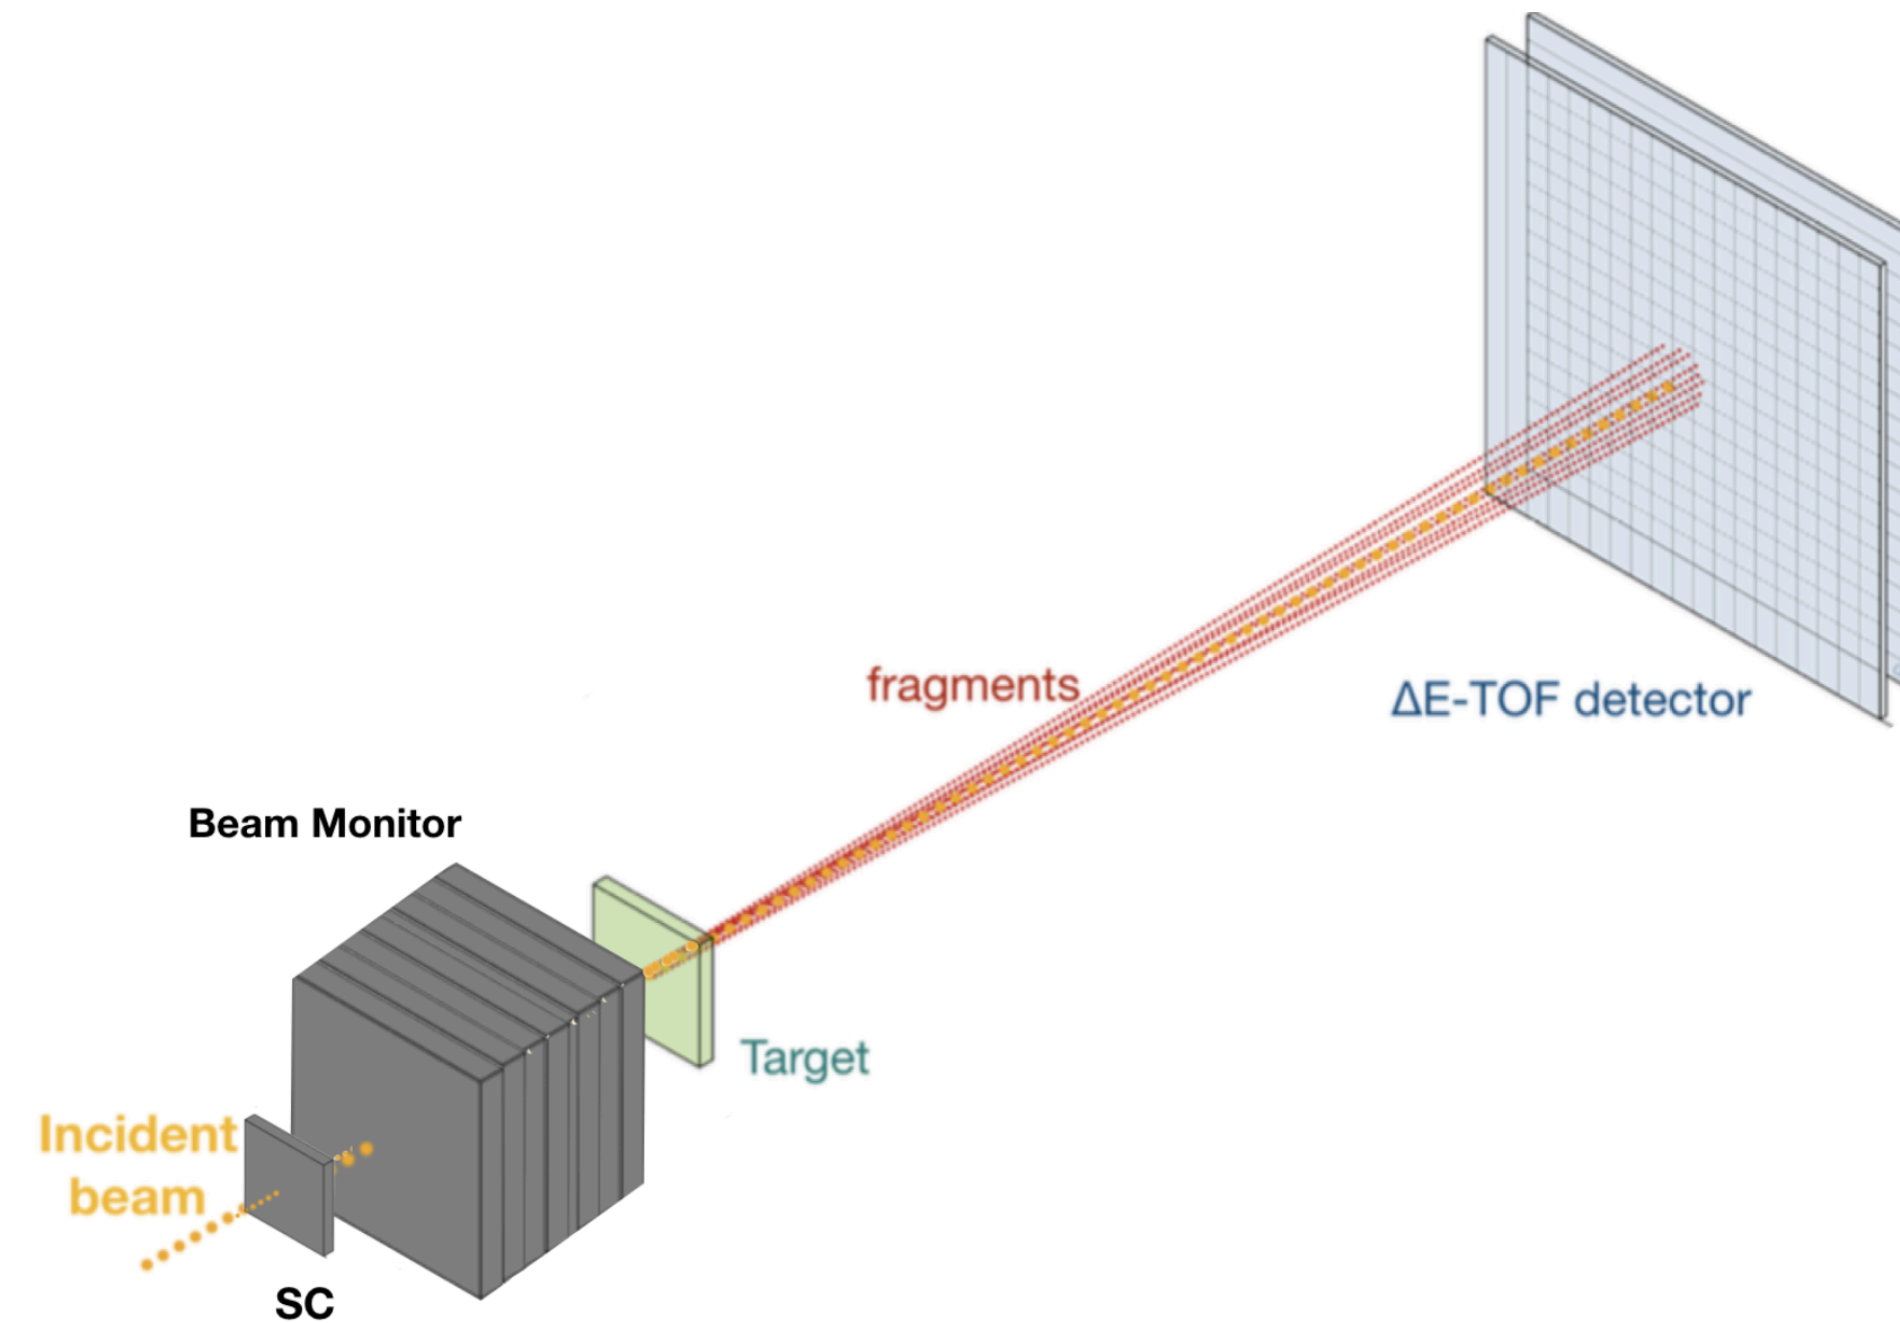 fragments
ΔE-TOF detector
Beam Monitor
Target
Incident
beam
SC